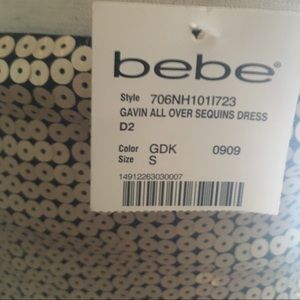 bebe®
Style 706NH101I723
GAVIN ALL OVER SEQUINS DRESS
D2
Color GDK 0909
Size S
14912263030007